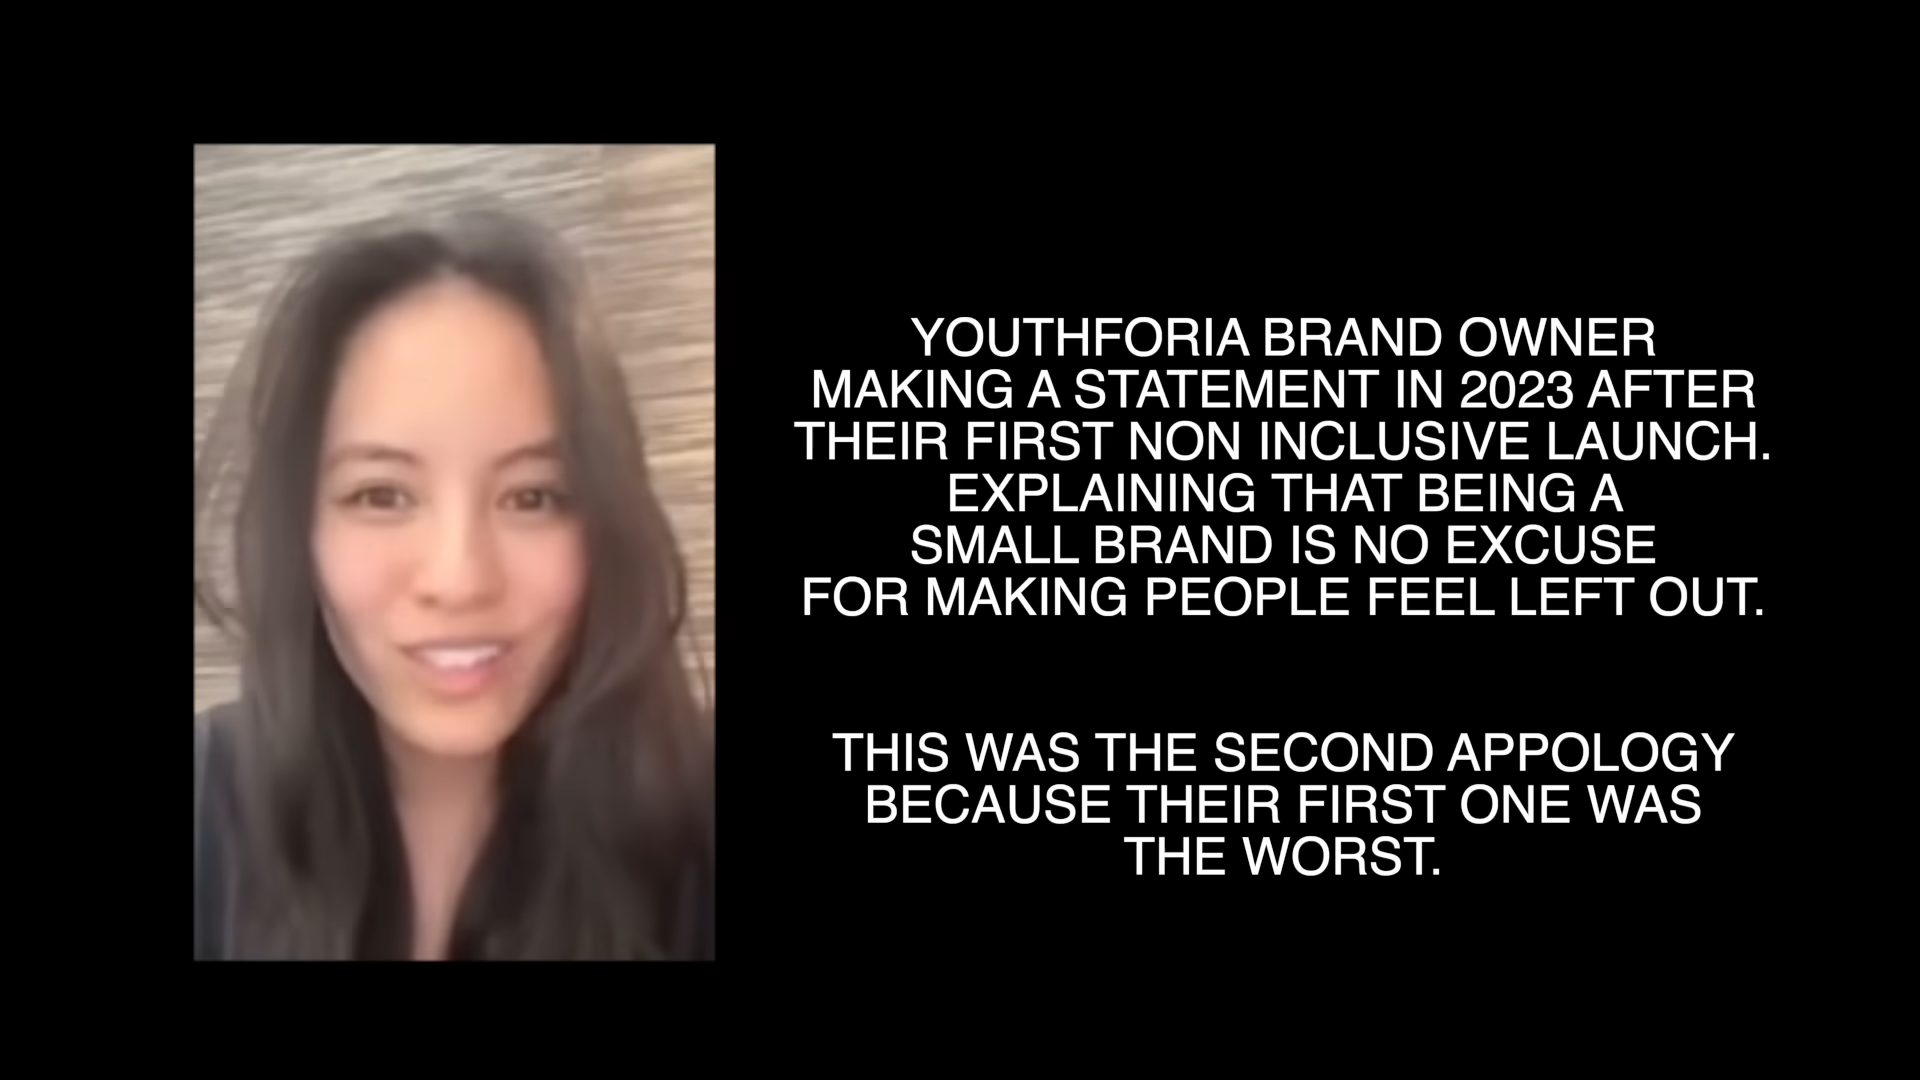 YOUTHFORIA BRAND OWNER
MAKING A STATEMENT IN 2023 AFTER
THEIR FIRST NON INCLUSIVE LAUNCH.
EXPLAINING THAT BEING A
SMALL BRAND IS NO EXCUSE
FOR MAKING PEOPLE FEEL LEFT OUT.
THIS WAS THE SECOND APPOLOGY
BECAUSE THEIR FIRST ONE WAS
THE WORST.